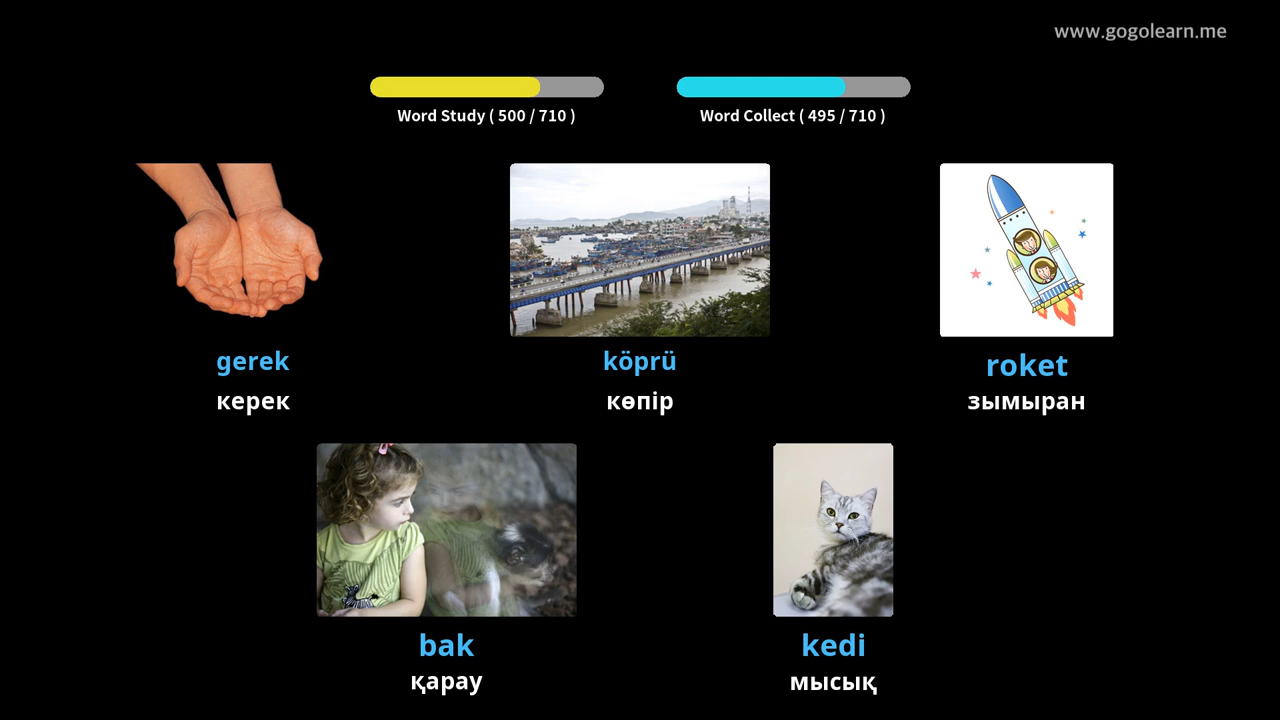 www.gogolearn.me
Word Study ( 500 / 710 )
Word Collect ( 495 / 710 )
gerek
керек
köprü
көпір
roket
зымыран
bak
қарау
kedi
мысық